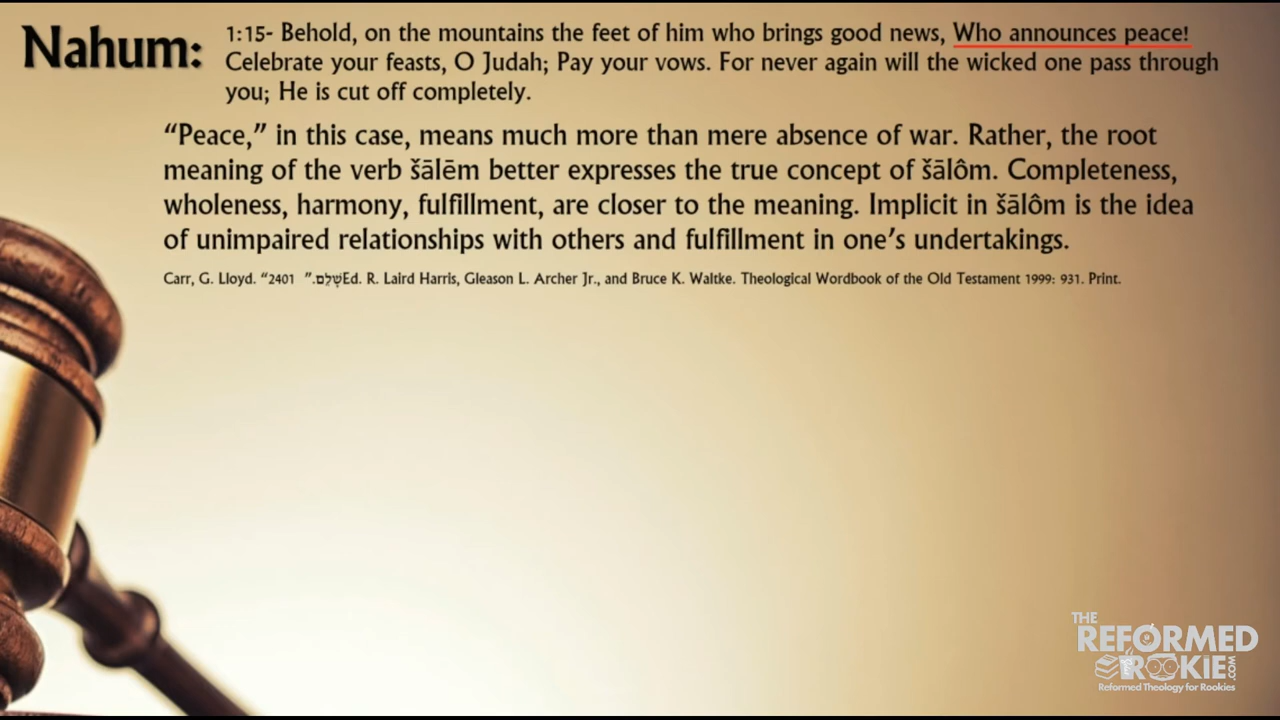 Nahum:
1:15- Behold, on the mountains the feet of him who brings good news, Who announces peace!
Celebrate your feasts, O Judah; Pay your vows. For never again will the wicked one pass through
you; He is cut off completely.
“Peace,” in this case, means much more than mere absence of war. Rather, the root
meaning of the verb šālēm better expresses the true concept of šālôm. Completeness,
wholeness, harmony, fulfillment, are closer to the meaning. Implicit in šālôm is the idea
of unimpaired relationships with others and fulfillment in one’s undertakings.
Carr, G. Lloyd. “2401 ”.שָׁלֵם Ed. R. Laird Harris, Gleason L. Archer Jr., and Bruce K. Waltke. Theological Wordbook of the Old Testament 1999: 931. Print.
THE
REFORMED
ROOKIE.COM
Reformed Theology for Rookies